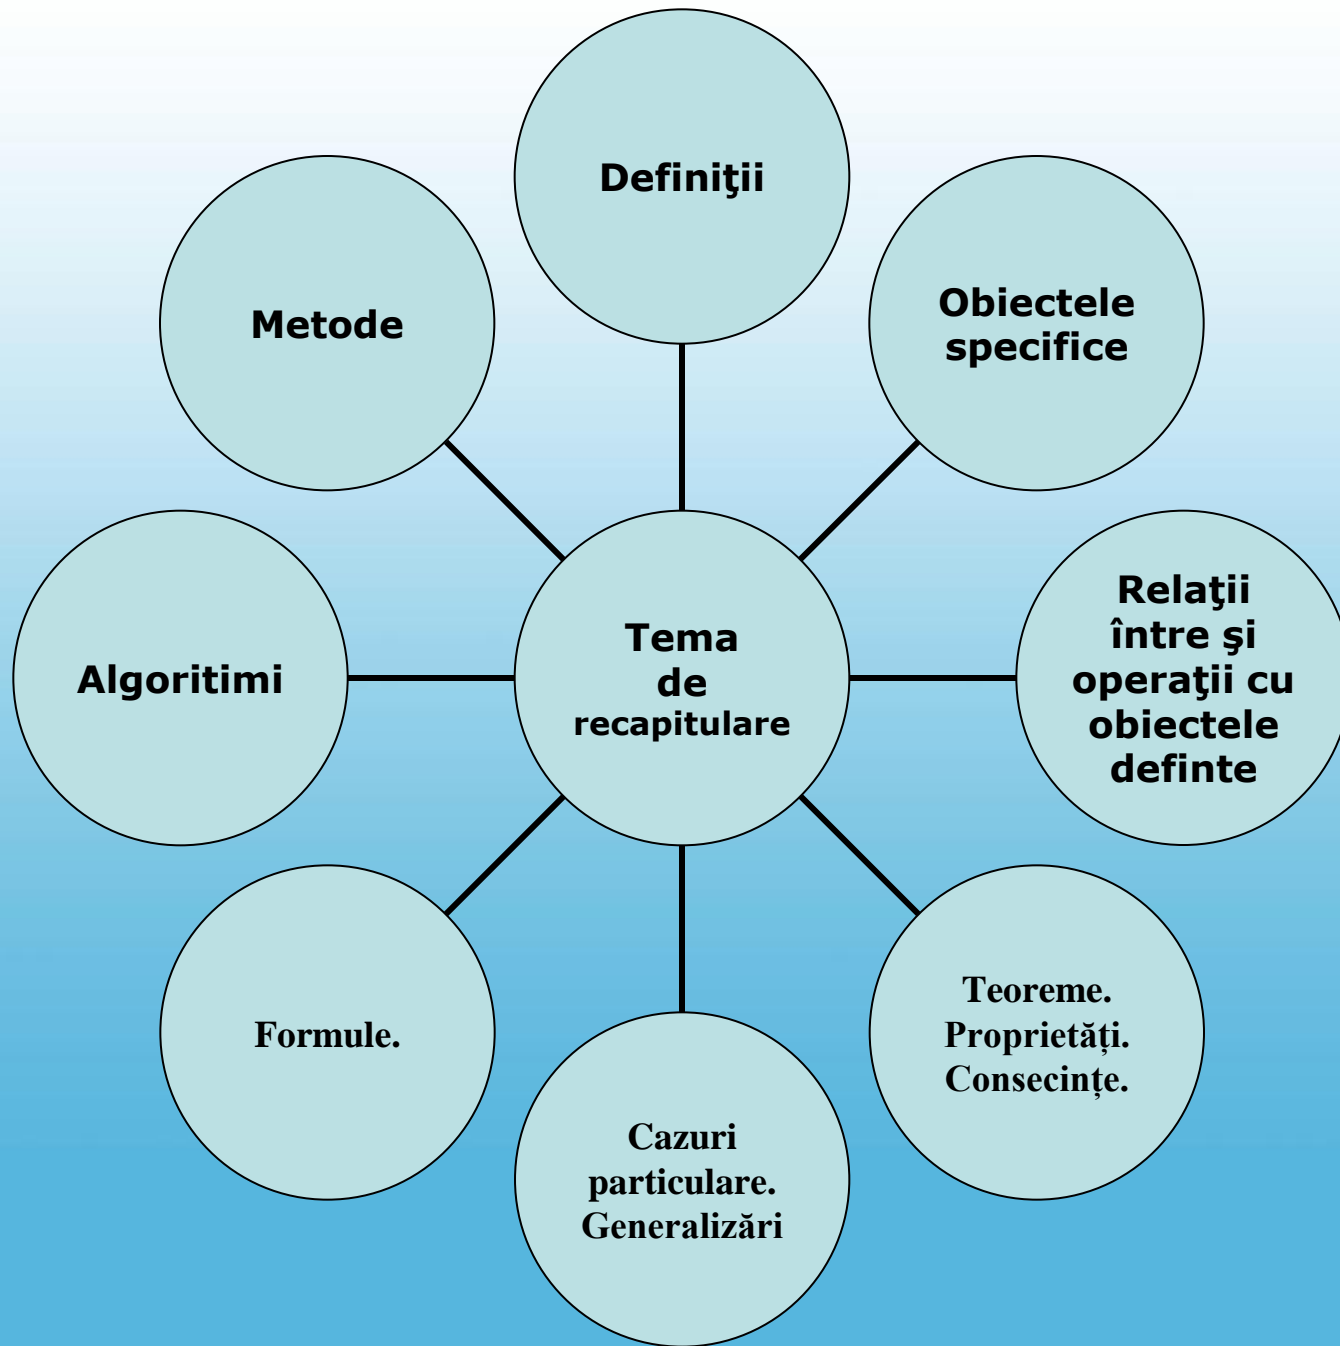 Definiţii
Metode
Obiectele
specifice
Relaţii
între şi
operaţii cu
obiectele
definte
Algoritimi
Tema
de
recapitulare
Teoreme.
Proprietăți.
Consecințe.
Formule.
Cazuri
particulare.
Generalizări